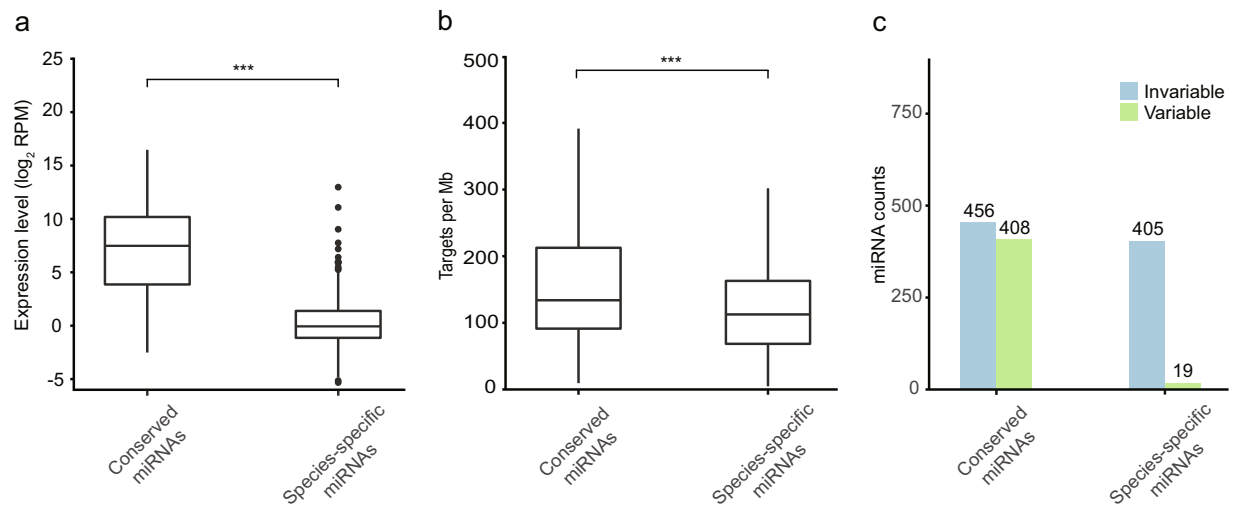 a
b
c
25
20
15
10
5
0
-5
Expression level (log2 RPM)
***
Conserved
miRNAs
Species-specific
miRNAs
500
400
300
200
100
0
Targets per Mb
***
Conserved
miRNAs
Species-specific
miRNAs
750
500
250
0
miRNA counts
Invariable
Variable
456
408
405
19
Conserved
miRNAs
Species-specific
miRNAs